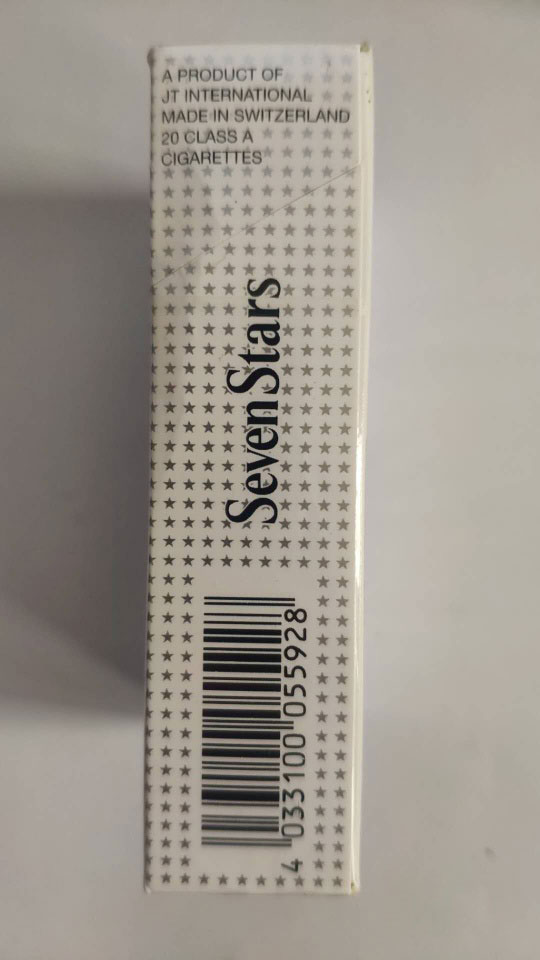 A PRODUCT OF
JT INTERNATIONAL
MADE IN SWITZERLAND
20 CLASS A
CIGARETTES
Seven Stars
4 033100 055928